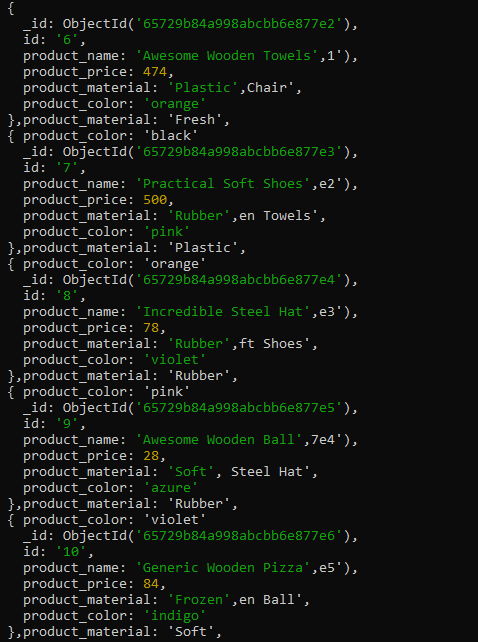 {
  _id: ObjectId('65729b84a998abcbb6e877e2'),
  id: '6',
  product_name: 'Awesome Wooden Towels',1'),
  product_price: 474,
  product_material: 'Plastic',Chair',
  product_color: 'orange'
},product_material: 'Fresh',
{ product_color: 'black'
  _id: ObjectId('65729b84a998abcbb6e877e3'),
  id: '7',
  product_name: 'Practical Soft Shoes',e2'),
  product_price: 500,
  product_material: 'Rubber',en Towels',
  product_color: 'pink'
},product_material: 'Plastic',
{ product_color: 'orange'
  _id: ObjectId('65729b84a998abcbb6e877e4'),
  id: '8',
  product_name: 'Incredible Steel Hat',e3'),
  product_price: 78,
  product_material: 'Rubber',ft Shoes',
  product_color: 'violet'
},product_material: 'Rubber',
{ product_color: 'pink'
  _id: ObjectId('65729b84a998abcbb6e877e5'),
  id: '9',
  product_name: 'Awesome Wooden Ball',7e4'),
  product_price: 28,
  product_material: 'Soft', Steel Hat',
  product_color: 'azure'
},product_material: 'Rubber',
{ product_color: 'violet'
  _id: ObjectId('65729b84a998abcbb6e877e6'),
  id: '10',
  product_name: 'Generic Wooden Pizza',e5'),
  product_price: 84,
  product_material: 'Frozen',en Ball',
  product_color: 'indigo'
},product_material: 'Soft',